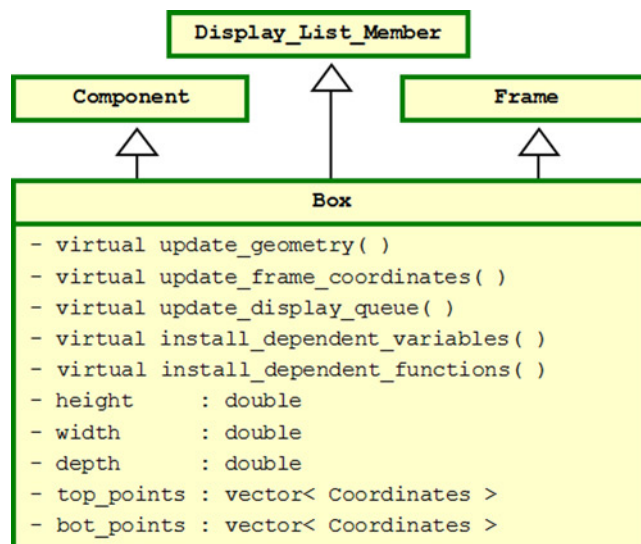 Display_List_Member
Component
Frame
Box
- virtual update_geometry( )
- virtual update_frame_coordinates( )
- virtual update_display_queue( )
- virtual install_dependent_variables( )
- virtual install_dependent_functions( )
- height     : double
- width      : double
- depth      : double
- top_points : vector< Coordinates >
- bot_points : vector< Coordinates >